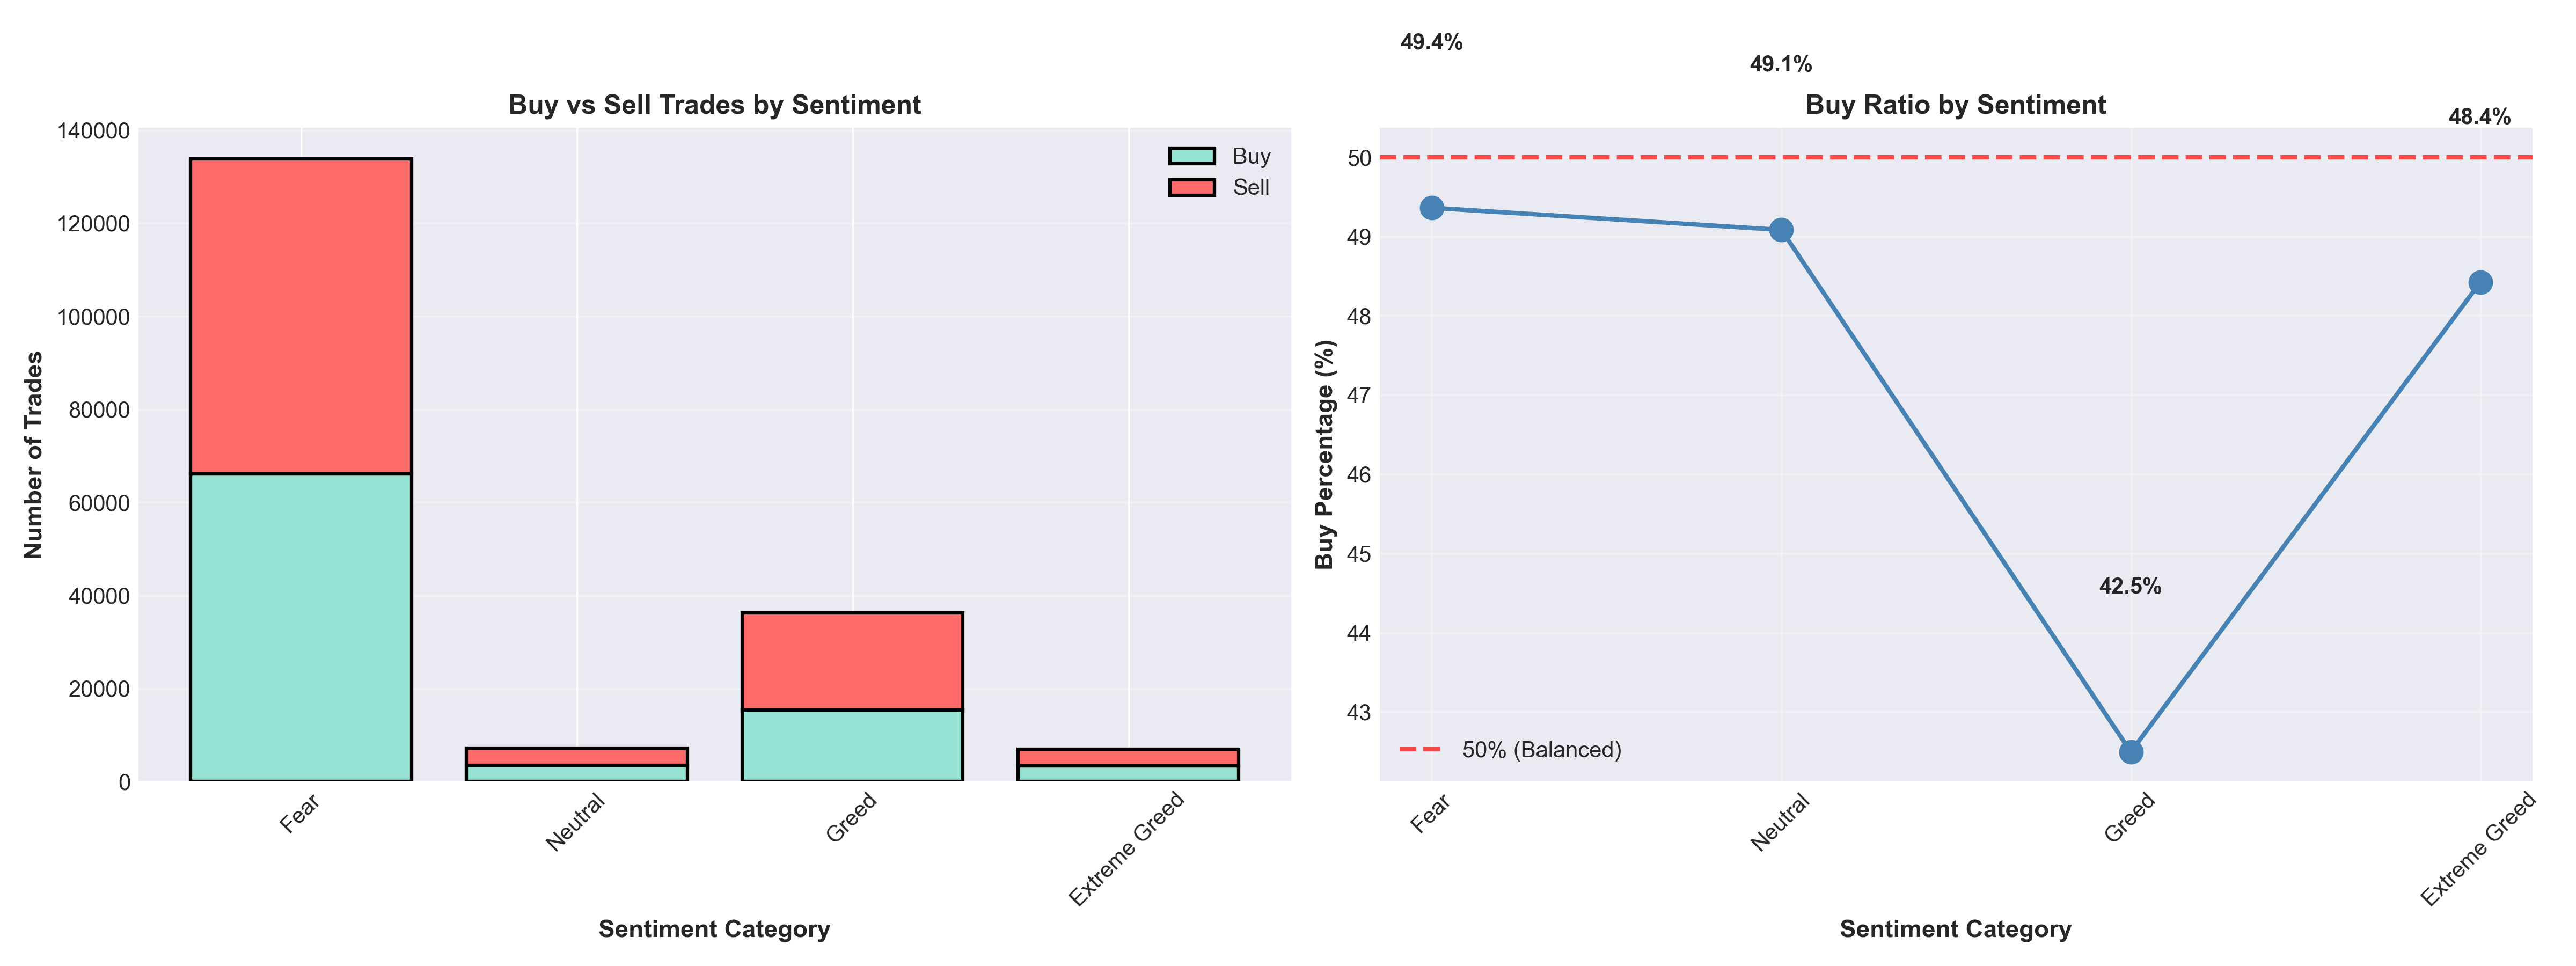 Buy vs Sell Trades by Sentiment
Number of Trades
140000
120000
100000
80000
60000
40000
20000
0
Buy
Sell
Fear
Neutral
Greed
Extreme Greed
Sentiment Category
Buy Ratio by Sentiment
Buy Percentage (%)
50
49
48
47
46
45
44
43
49.4%
49.1%
42.5%
48.4%
50% (Balanced)
Fear
Neutral
Greed
Extreme Greed
Sentiment Category